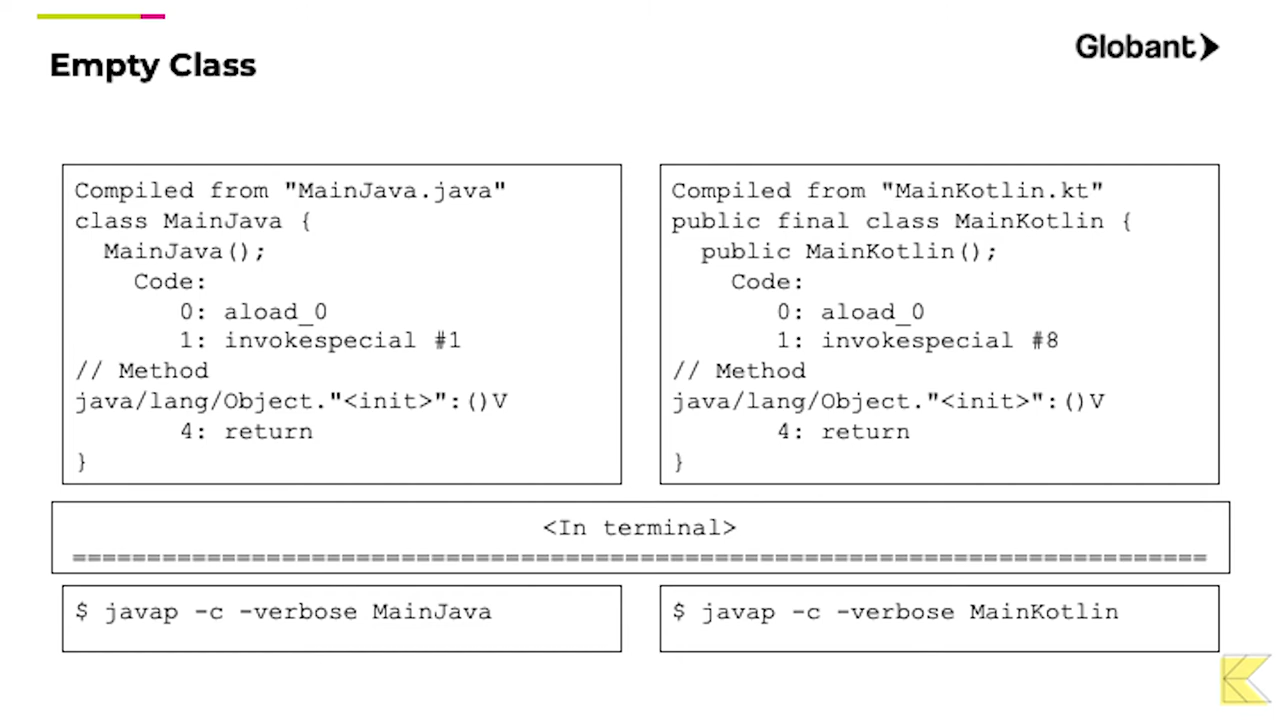 Empty Class
Globant
Compiled from "MainJava.java"
class MainJava {
MainJava();
Code:
0: aload_0
1: invokespecial #1
// Method
java/lang/Object."<init>":()V
4: return
}
Compiled from "MainKotlin.kt"
public final class MainKotlin {
public MainKotlin();
Code:
0: aload_0
1: invokespecial #8
// Method
java/lang/Object."<init>":()V
4: return
}
<In terminal>
============================================================================
$ javap -c -verbose MainJava
$ javap -c -verbose MainKotlin